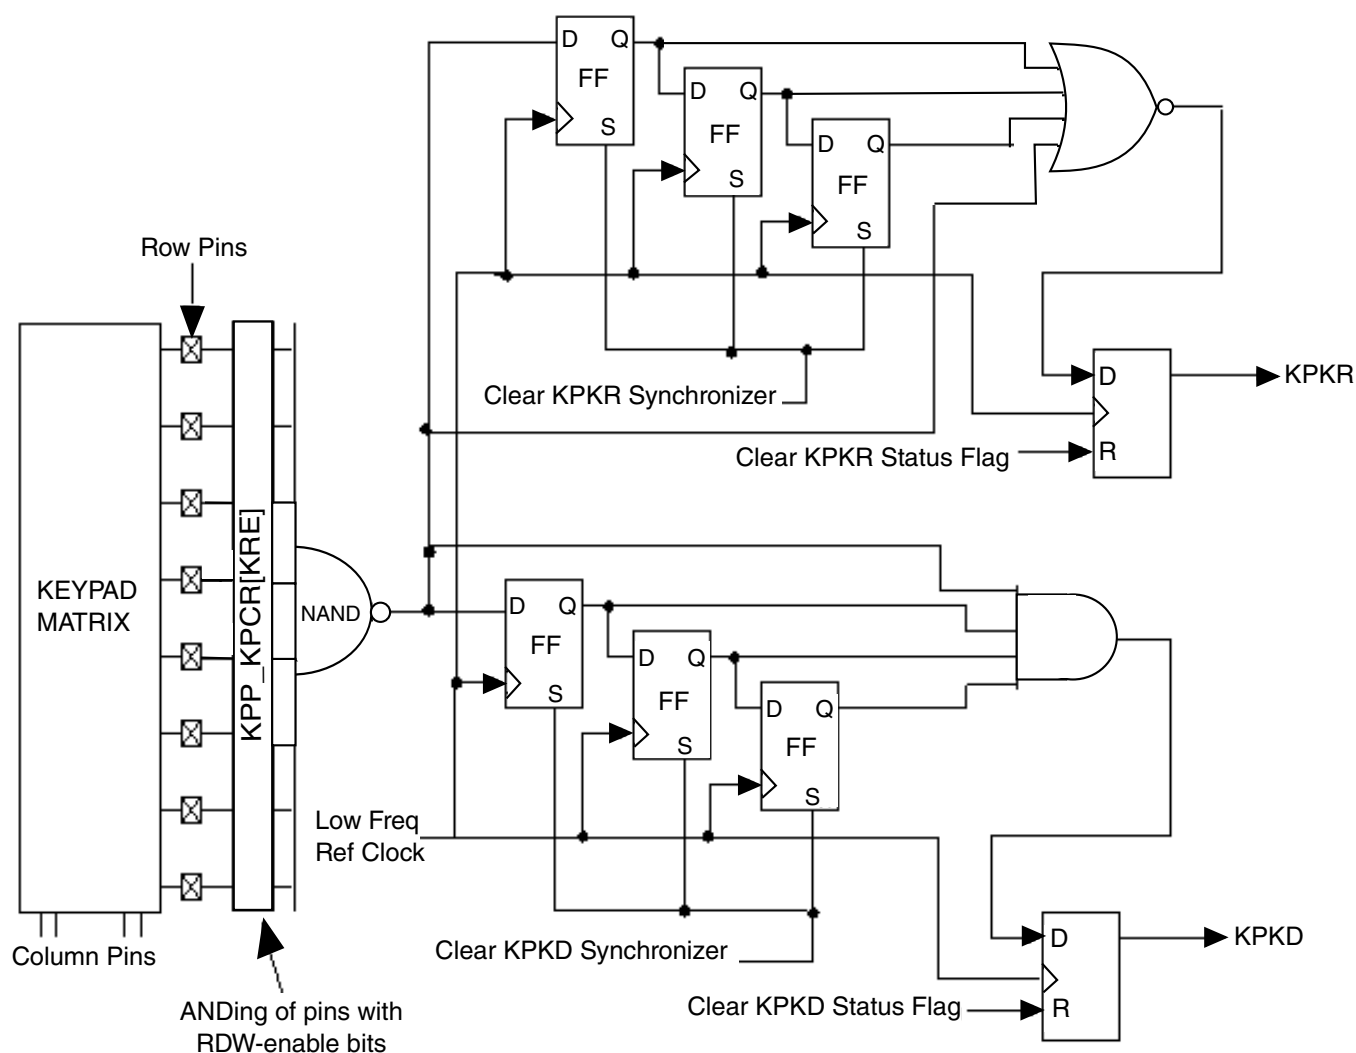 D Q
FF
S
D Q
FF
S
D Q
FF
S
Row Pins
Clear KPKR Synchronizer
D
R
KPKR
Clear KPKR Status Flag
KEYPAD
MATRIX
KPP_KPCR[KRE]
NAND
D Q
FF
S
D Q
FF
S
D Q
FF
S
Low Freq
Ref Clock
Column Pins
Clear KPKD Synchronizer
D
R
KPKD
Clear KPKD Status Flag
ANDing of pins with
RDW-enable bits